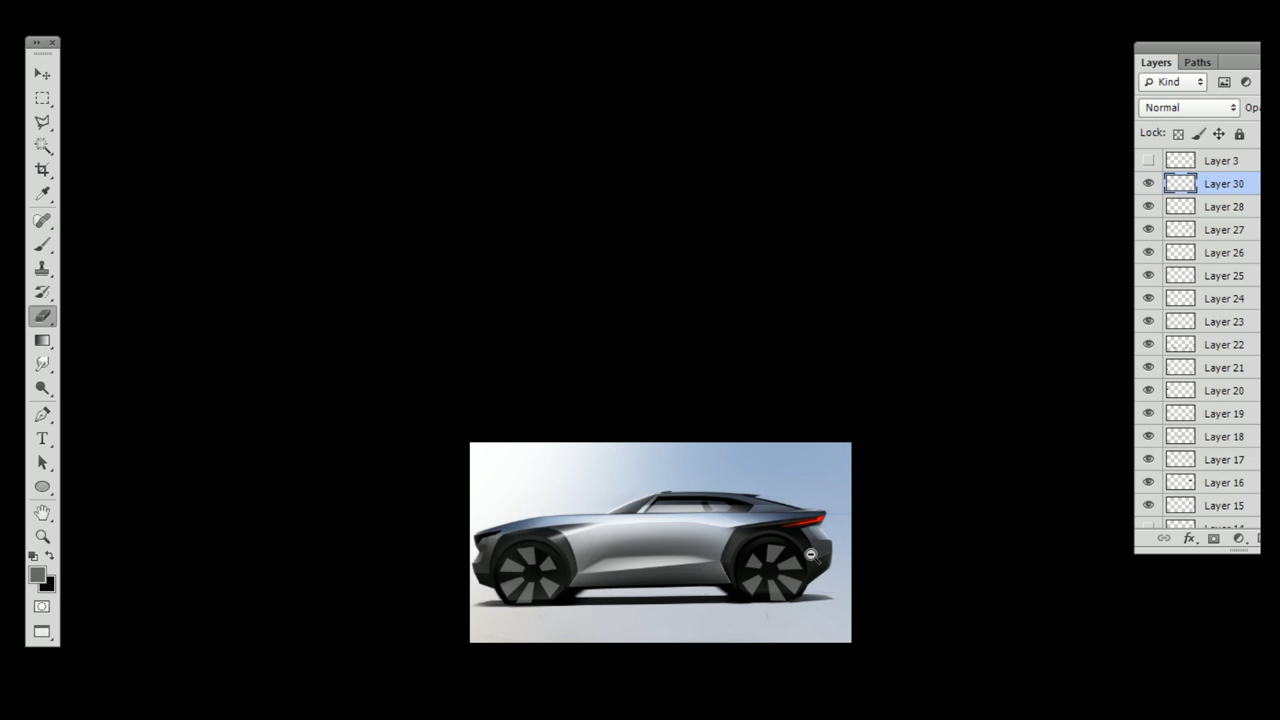 Layers Paths
Kind
Normal Opa
Lock:
Layer 3
Layer 30
Layer 28
Layer 27
Layer 26
Layer 25
Layer 24
Layer 23
Layer 22
Layer 21
Layer 20
Layer 19
Layer 18
Layer 17
Layer 16
Layer 15
T
fx